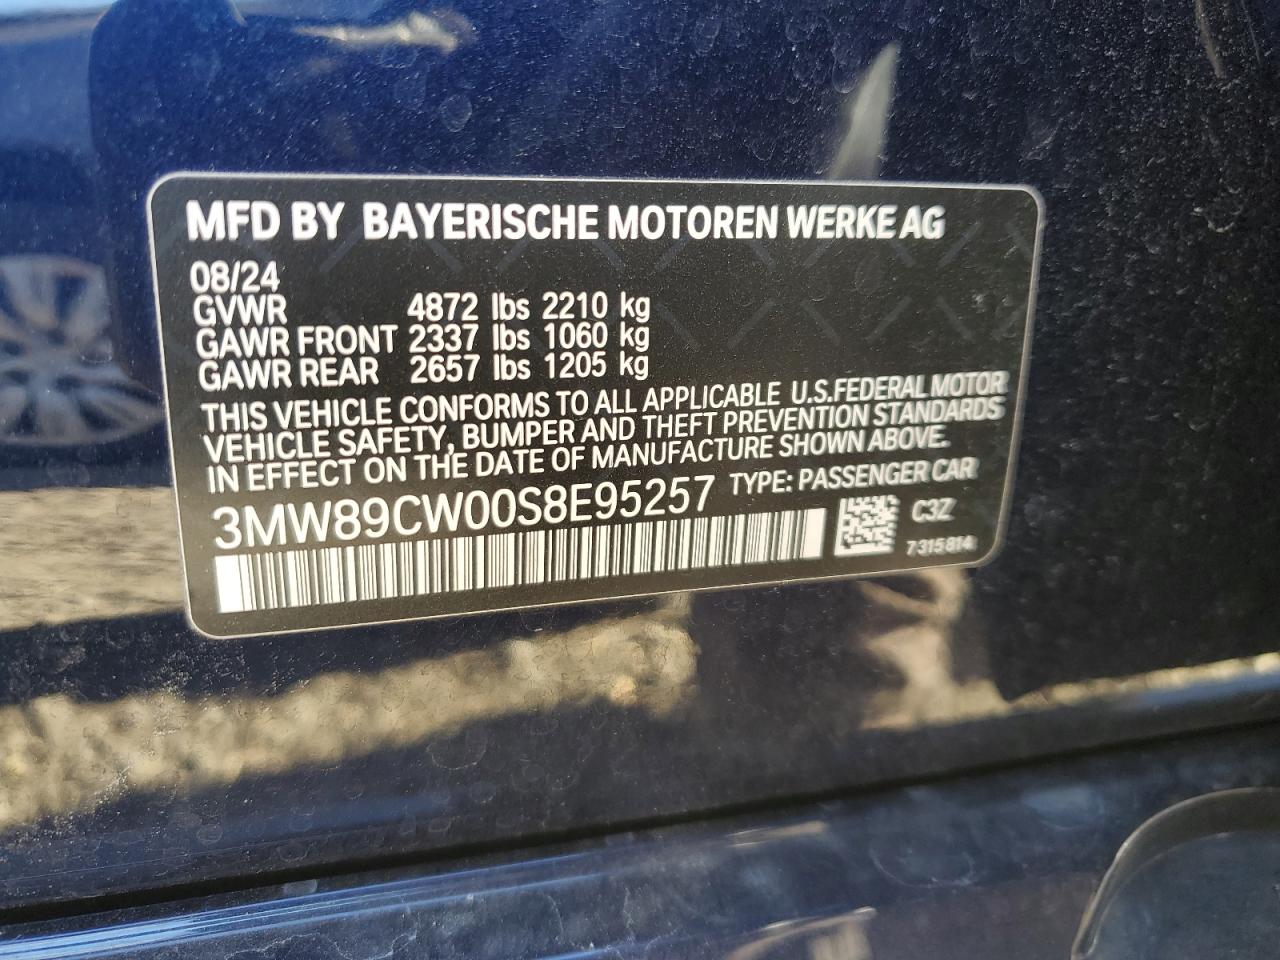 MFD BY BAYERISCHE MOTOREN WERKE AG
08/24
GVWR 4872 lbs 2210 kg
GAWR FRONT 2337 lbs 1060 kg
GAWR REAR 2657 lbs 1205 kg
THIS VEHICLE CONFORMS TO ALL APPLICABLE U.S.FEDERAL MOTOR
VEHICLE SAFETY, BUMPER AND THEFT PREVENTION STANDARDS
IN EFFECT ON THE DATE OF MANUFACTURE SHOWN ABOVE.
3MW89CW00S8E95257 TYPE: PASSENGER CAR
C3Z
7315814